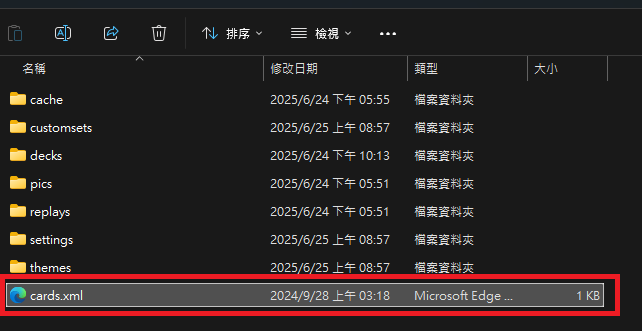 排序 檢視
名稱 修改日期 類型 大小
cache 2025/6/24 下午 05:55 檔案資料夾
customsets 2025/6/25 上午 08:57 檔案資料夾
decks 2025/6/24 下午 10:13 檔案資料夾
pics 2025/6/24 下午 05:51 檔案資料夾
replays 2025/6/24 下午 05:51 檔案資料夾
settings 2025/6/25 上午 08:57 檔案資料夾
themes 2025/6/25 上午 08:57 檔案資料夾
cards.xml 2024/9/28 上午 03:18 Microsoft Edge ... 1 KB